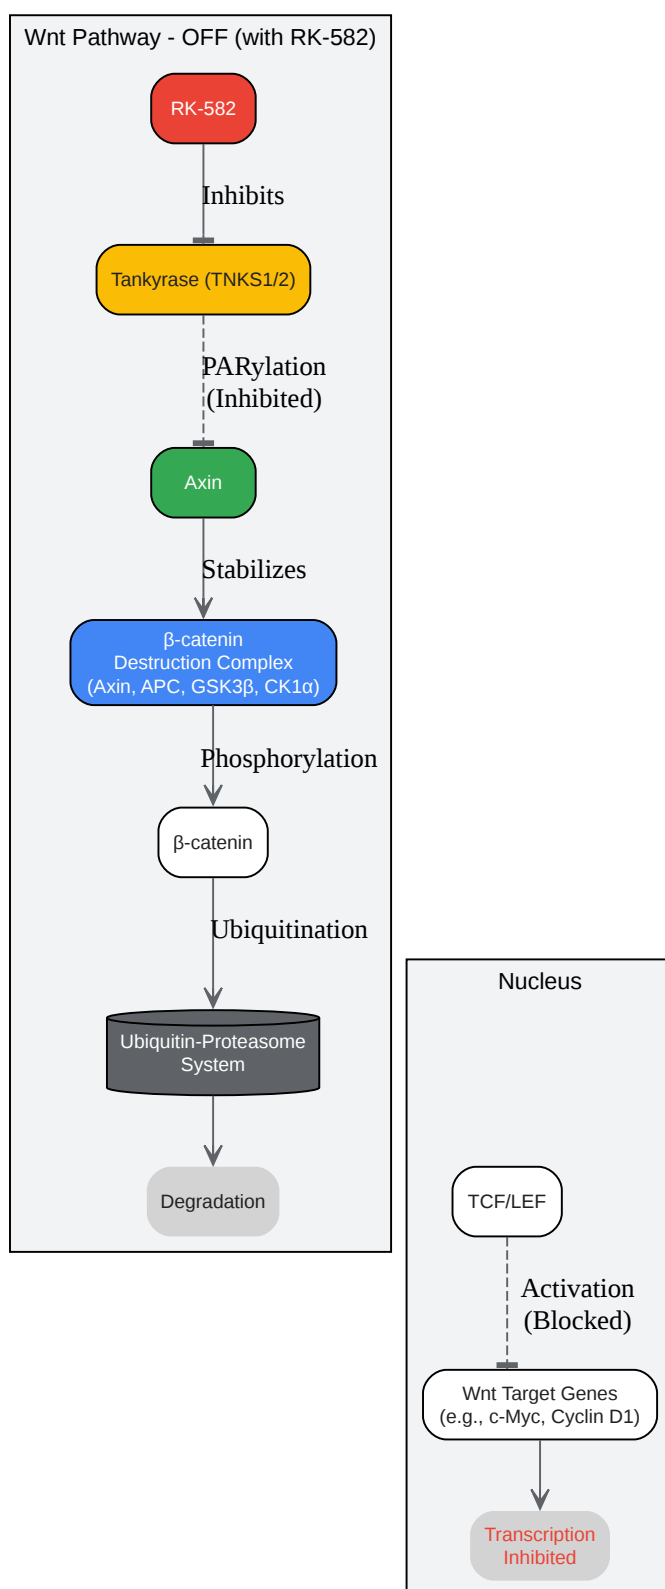 Wnt Pathway - OFF (with RK-582)
RK-582
Inhibits
Tankyrase (TNKS1/2)
PARylation
(Inhibited)
Axin
Stabilizes
β-catenin
Destruction Complex
(Axin, APC, GSK3β, CK1α)
Phosphorylation
β-catenin
Ubiquitination
Ubiquitin-Proteasome
System
Degradation
Nucleus
TCF/LEF
Activation
(Blocked)
Wnt Target Genes
(e.g., c-Myc, Cyclin D1)
Transcription
Inhibited